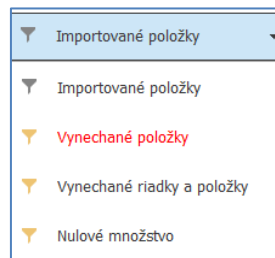 Importované položky
Importované položky
Vynechané položky
Vynechané riadky a položky
Nulové množstvo